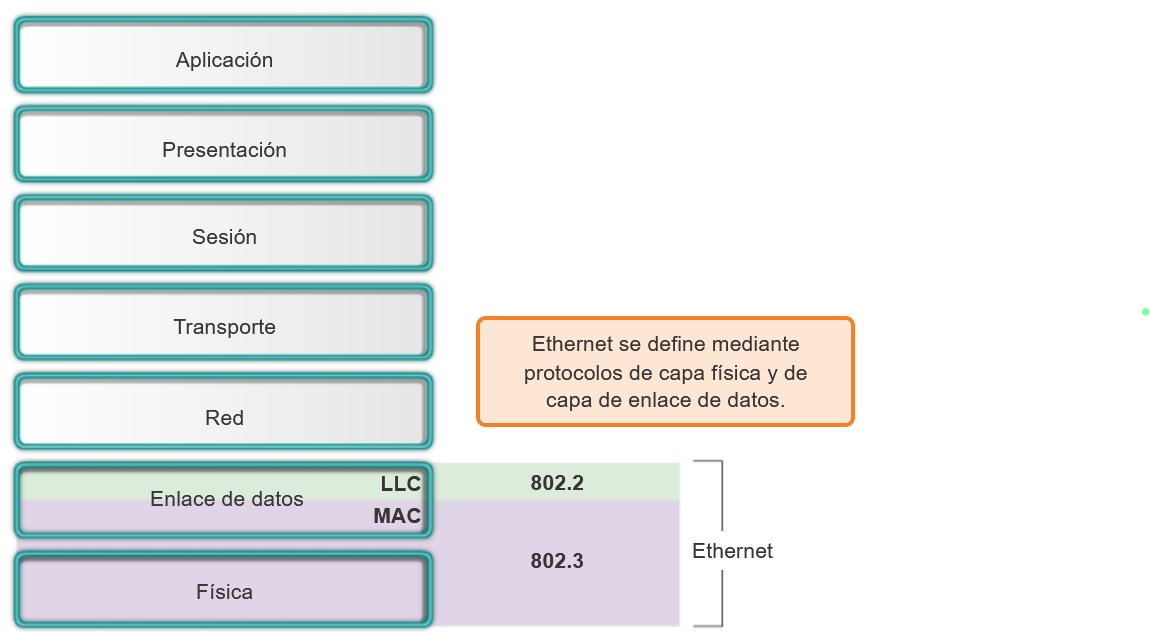 Aplicación
Presentación
Sesión
Transporte
Ethernet se define mediante
protocolos de capa física y de
capa de enlace de datos.
Red
Enlace de datos
LLC
MAC
802.2
802.3
Ethernet
Física